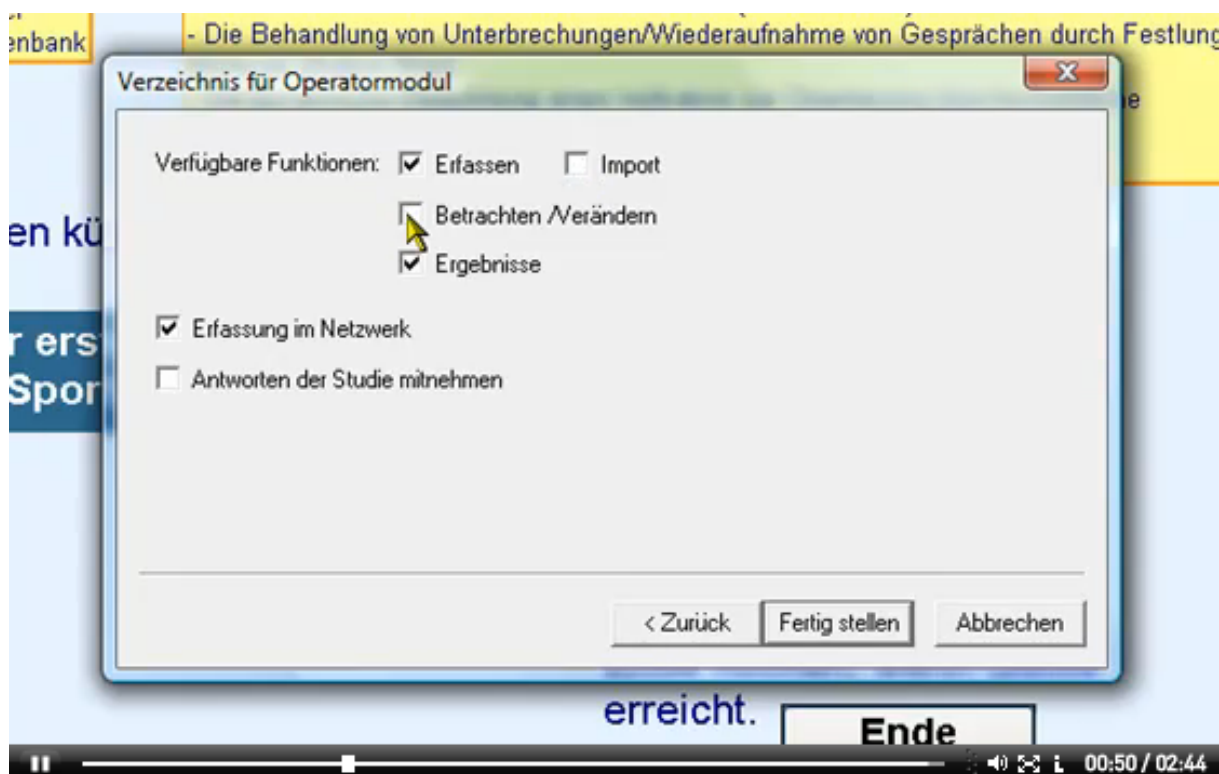 enbank
- Die Behandlung von Unterbrechungen/Wiederaufnahme von Gesprächen durch Festlung
Verzeichnis für Operatormodul
e
Verfügbare Funktionen: Erfassen Import
Betrachten /Verändern
Ergebnisse
en kü
Erfassung im Netzwerk
r ers
Antworten der Studie mitnehmen
Spor
< Zurück Fertig stellen Abbrechen
erreicht.
Ende
00:50 / 02:44